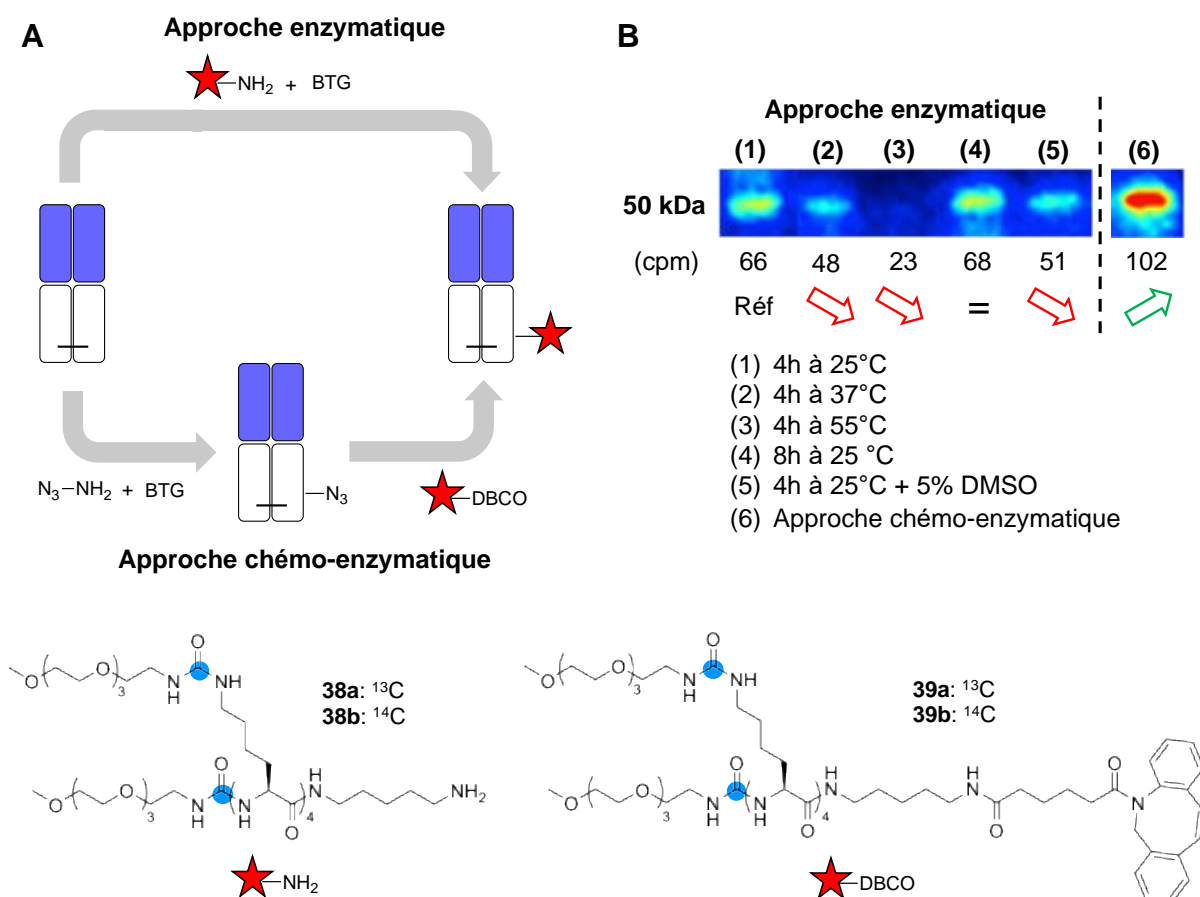 A
Approche enzymatique
NH2 + BTG
N3–NH2 + BTG
N3
DBCO
Approche chémo-enzymatique
B
Approche enzymatique
(1) (2) (3) (4) (5) (6)
50 kDa
(cpm) 66 48 23 68 51 102
Réf =
(1) 4h à 25°C
(2) 4h à 37°C
(3) 4h à 55°C
(4) 8h à 25 °C
(5) 4h à 25°C + 5% DMSO
(6) Approche chémo-enzymatique
O
O ( O ) 3 N H NH
38a: 13C
38b: 14C
O H
O ( O ) 3 N H ( N H ) 4 N NH2
O
NH2
O
O ( O ) 3 N H NH
39a: 13C
39b: 14C
O H H O
O ( O ) 3 N H ( N H ) 4 N N N
O O
DBCO